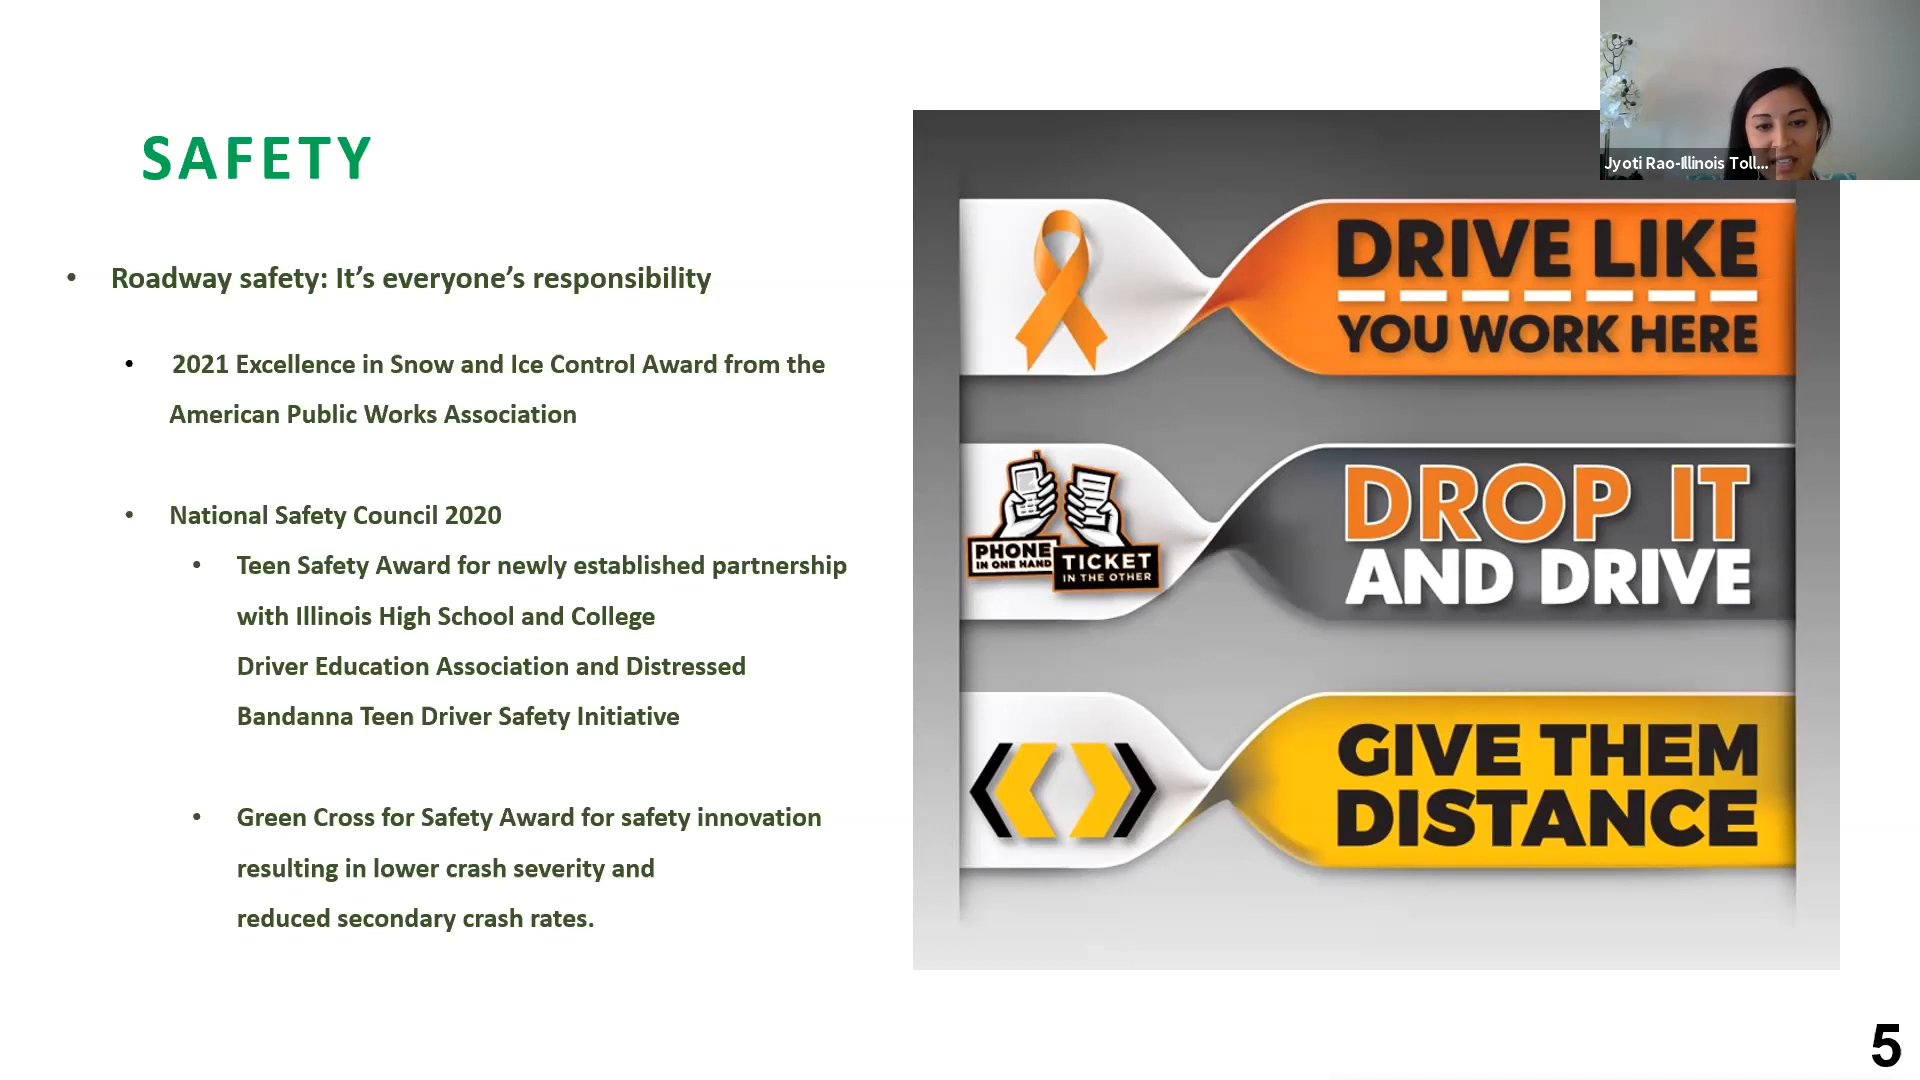 Jyoti Rao-Illinois Toll...
SAFETY
• Roadway safety: It’s everyone’s responsibility
• 2021 Excellence in Snow and Ice Control Award from the
American Public Works Association
• National Safety Council 2020
• Teen Safety Award for newly established partnership
with Illinois High School and College
Driver Education Association and Distressed
Bandanna Teen Driver Safety Initiative
• Green Cross for Safety Award for safety innovation
resulting in lower crash severity and
reduced secondary crash rates.
DRIVE LIKE
YOU WORK HERE
PHONE
IN ONE HAND
TICKET
IN THE OTHER
DROP IT
AND DRIVE
GIVE THEM
DISTANCE
5